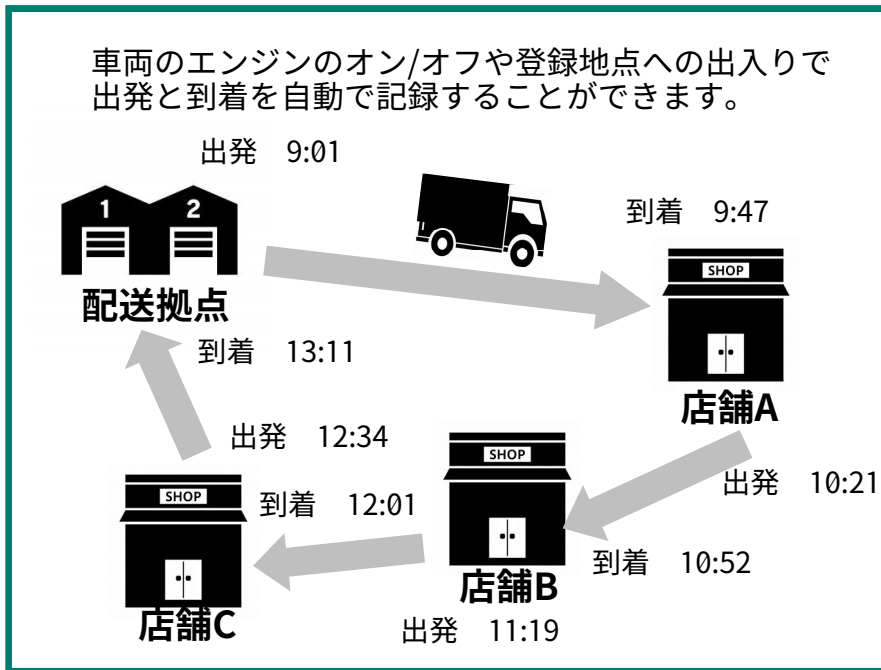 車両のエンジンのオン/オフや登録地点への出入りで
出発と到着を自動で記録することができます。
出発　9:01
1 2
配送拠点
到着　9:47
SHOP
店舗A
出発　10:21
到着　10:52
SHOP
店舗B
出発　11:19
到着　12:01
SHOP
店舗C
出発　12:34
到着　13:11